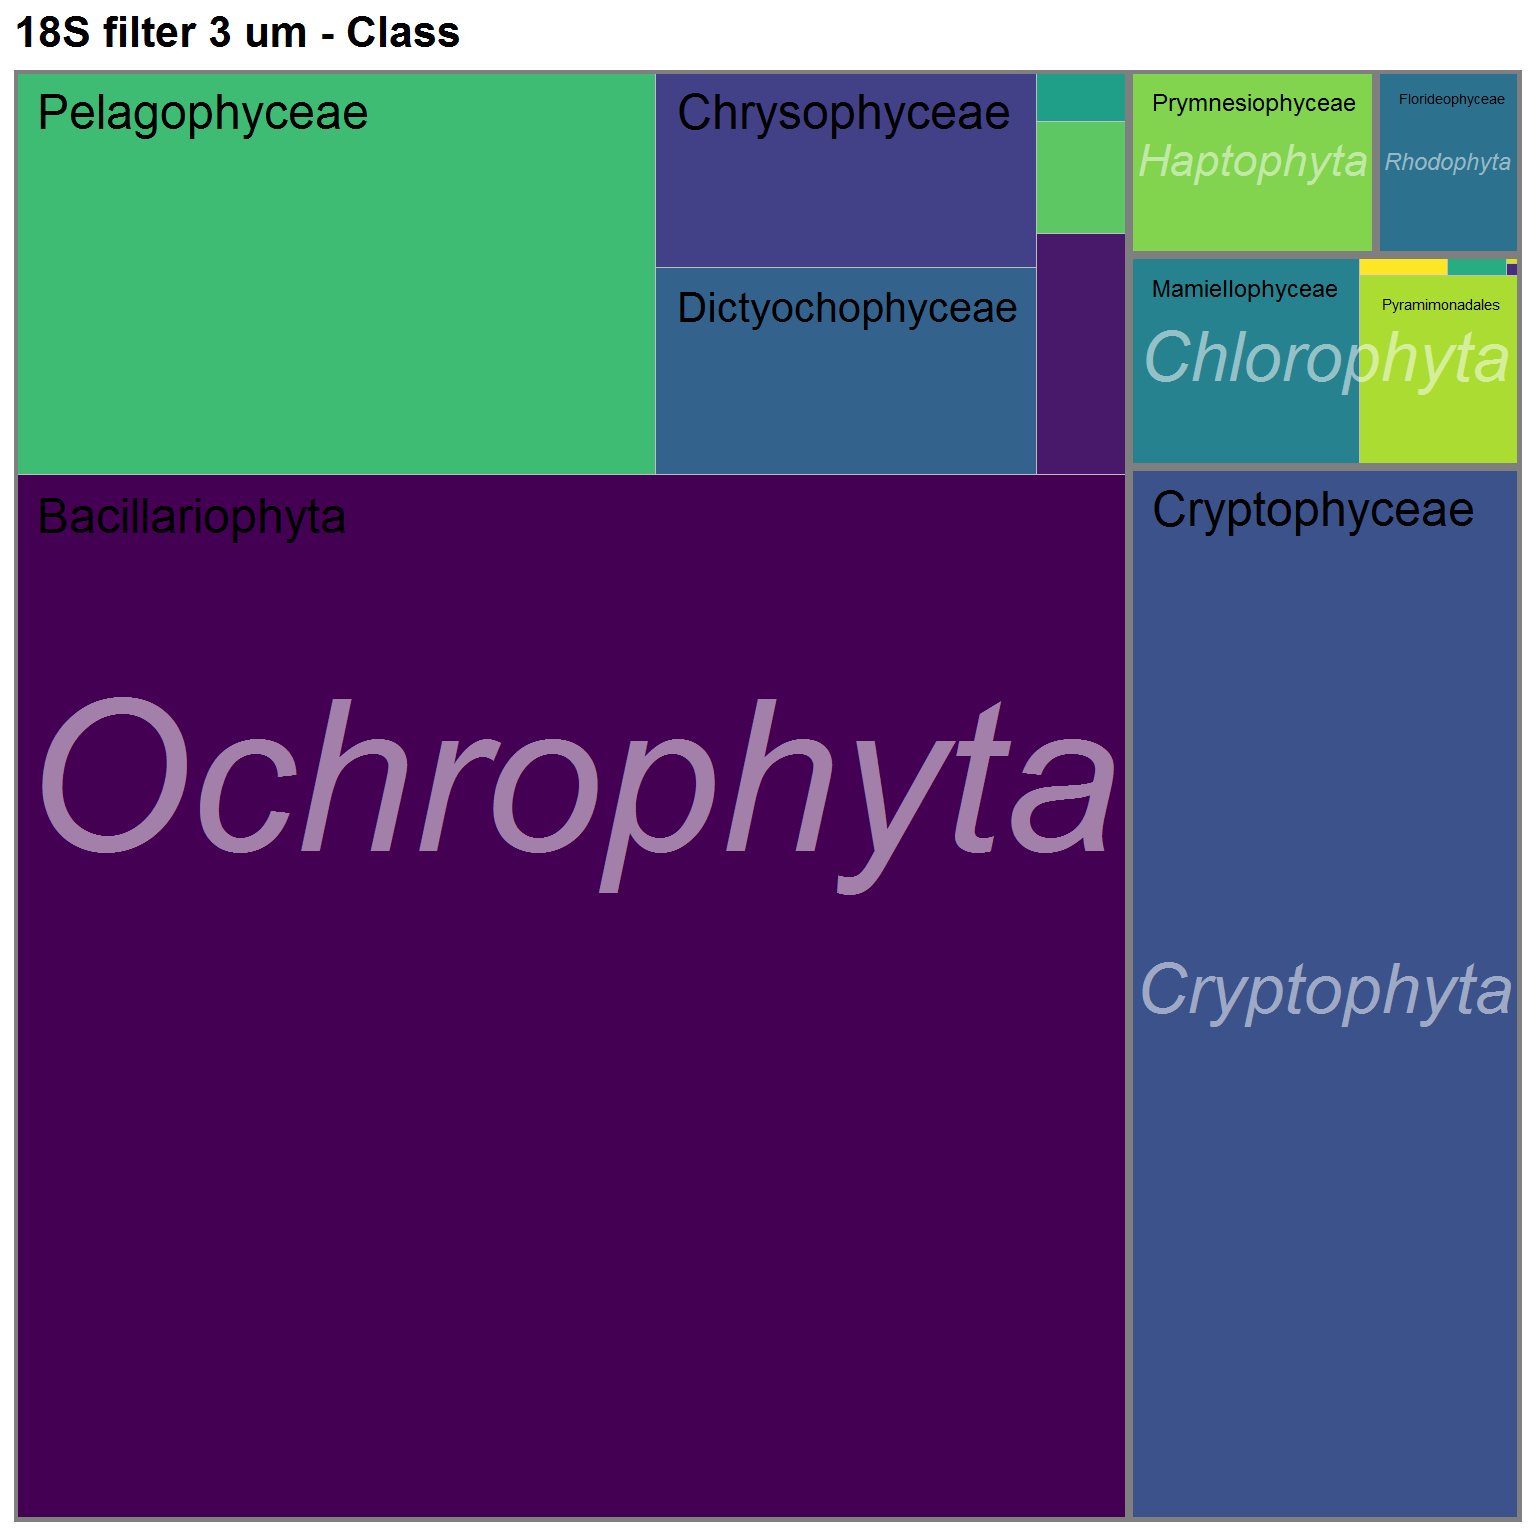 18S filter 3 um - Class
Pelagophyceae
Chrysophyceae
Dictyochophyceae
Bacillariophyta
Ochrophyta
Prymnesiophyceae
Haptophyta
Florideophyceae
Rhodophyta
Mamiellophyceae
Pyramimonadales
Chlorophyta
Cryptophyceae
Cryptophyta